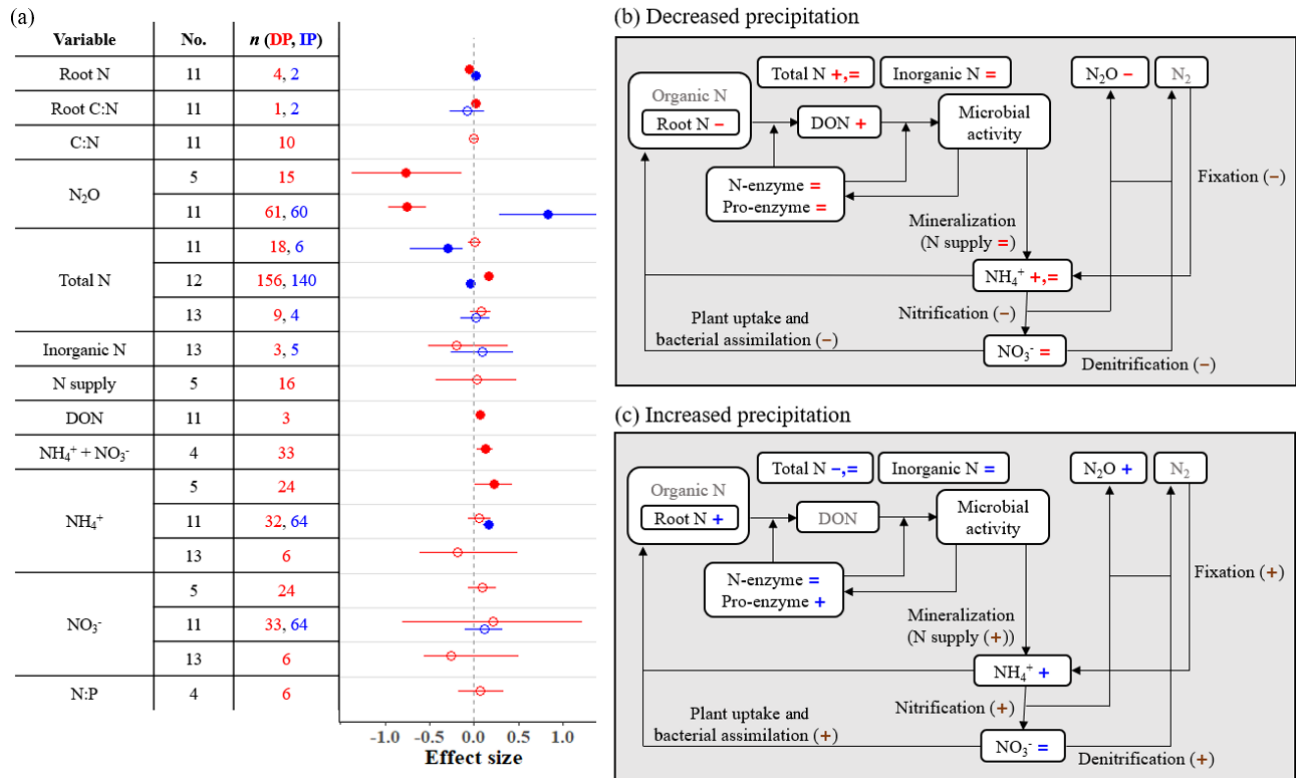 (a)
Variable No. n (DP, IP)
Root N 11 4, 2
Root C:N 11 1, 2
C:N 11 10
N₂O 5 15
11 61, 60
Total N 11 18, 6
12 156, 140
13 9, 4
Inorganic N 13 3, 5
N supply 5 16
DON 11 3
NH₄⁺ + NO₃⁻ 4 33
NH₄⁺ 5 24
11 32, 64
13 6
NO₃⁻ 5 24
11 33, 64
13 6
N:P 4 6
-1.0 -0.5 0.0 0.5 1.0
Effect size
(b) Decreased precipitation
Total N +,= Inorganic N = N₂O − N₂
Organic N
Root N −
DON +
Microbial
activity
N-enzyme =
Pro-enzyme =
Fixation (−)
Mineralization
(N supply =)
NH₄⁺ +,=
Nitrification (−)
Plant uptake and
bacterial assimilation (−)
NO₃⁻ =
Denitrification (−)
(c) Increased precipitation
Total N −,= Inorganic N = N₂O + N₂
Organic N
Root N +
DON
Microbial
activity
N-enzyme =
Pro-enzyme +
Fixation (+)
Mineralization
(N supply (+))
NH₄⁺ +
Nitrification (+)
Plant uptake and
bacterial assimilation (+)
NO₃⁻ =
Denitrification (+)